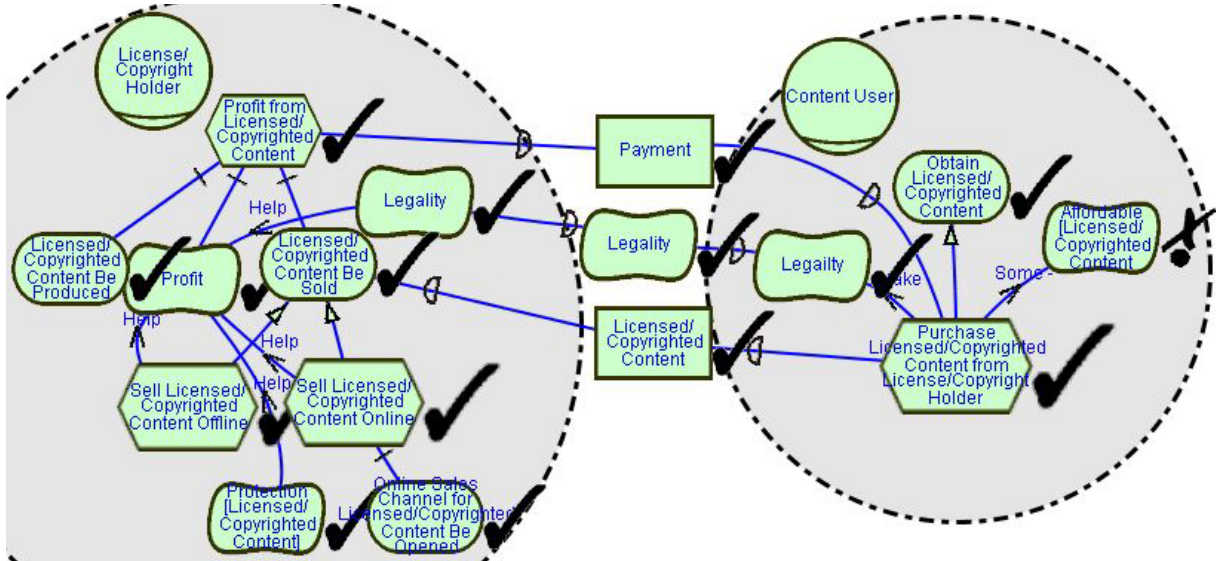 License/
Copyright
Holder
Profit from
Licensed/
Copyrighted
Content
Payment
Content User
Obtain
Licensed/
Copyrighted
Content
Help
Legality
Legality
Legailty
Affordable
[Licensed/
Copyrighted
Content
Licensed/
Copyrighted
Content Be
Produced
Profit
Licensed/
Copyrighted
Content Be
Sold
ake
Some -
Help
Help
Licensed/
Copyrighted
Content
Purchase
Licensed/Copyrighted
Content from
License/Copyright
Holder
Sell Licensed/
Copyrighted
Content Offline
Help
Sell Licensed/
Copyrighted
Content Online
Protection
[Licensed/
Copyrighted
Content]
Online Sales
Channel for
Licensed/Copyrighted
Content Be
Opened